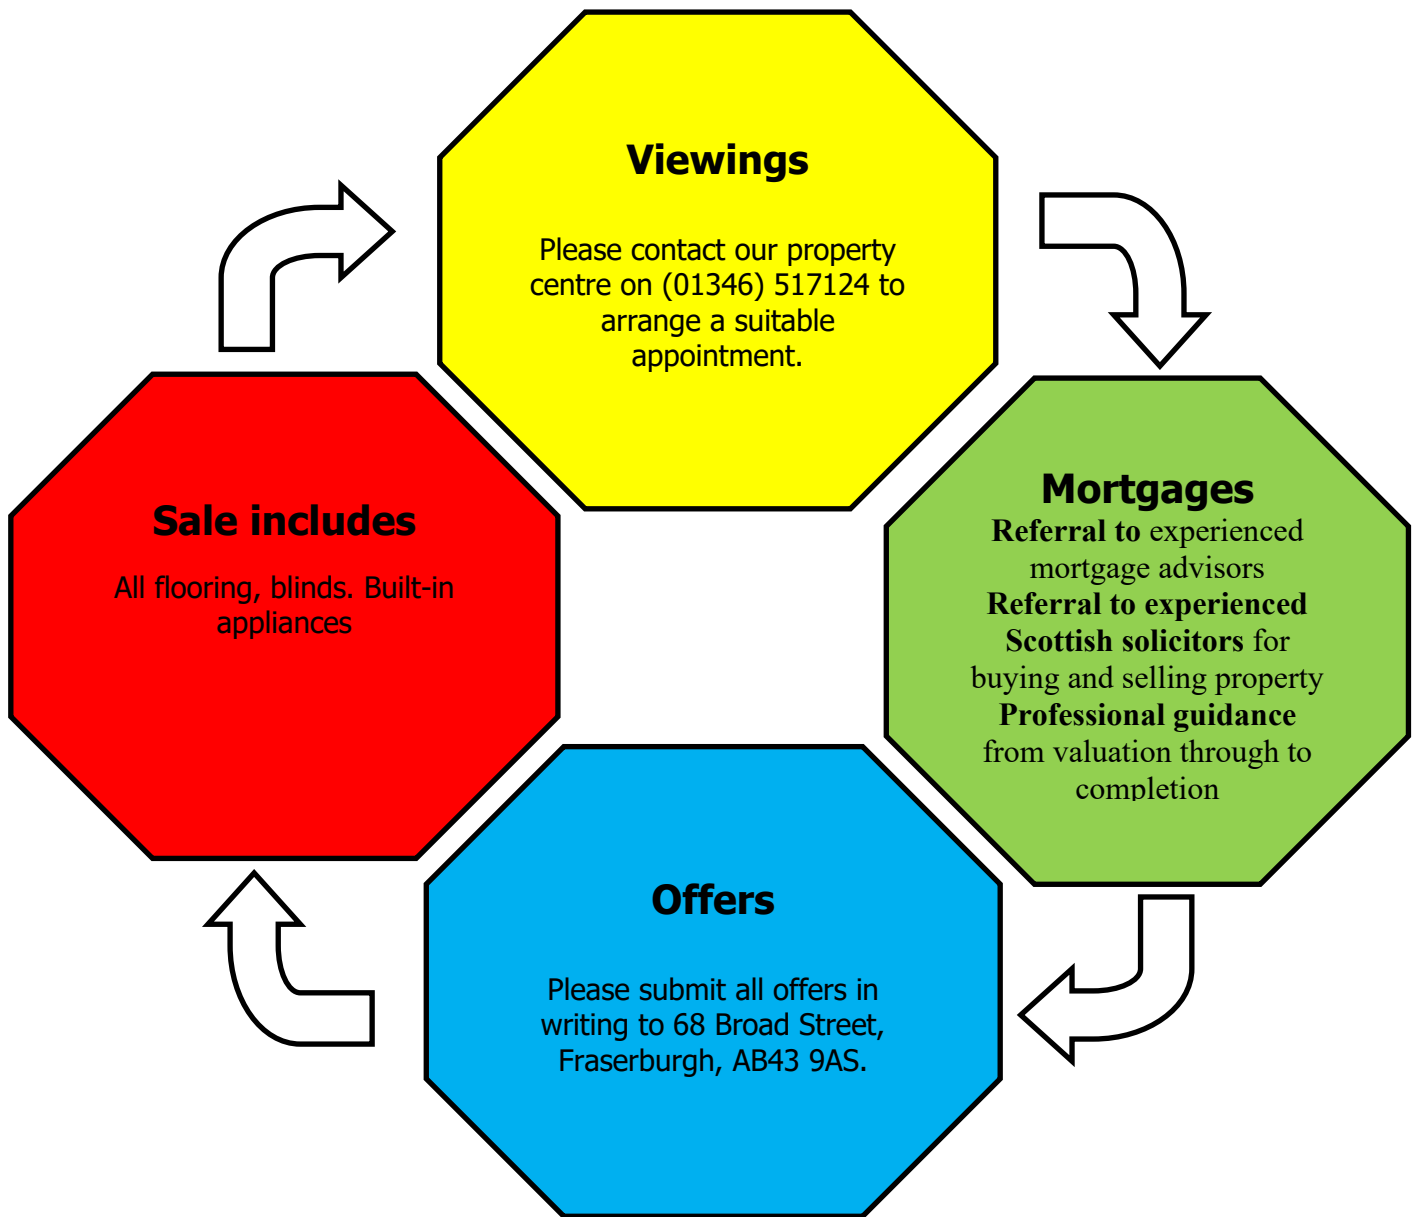 Viewings
Please contact our property
centre on (01346) 517124 to
arrange a suitable
appointment.
Sale includes
All flooring, blinds. Built-in
appliances
Mortgages
Referral to experienced
mortgage advisors
Referral to experienced
Scottish solicitors for
buying and selling property
Professional guidance
from valuation through to
completion
Offers
Please submit all offers in
writing to 68 Broad Street,
Fraserburgh, AB43 9AS.